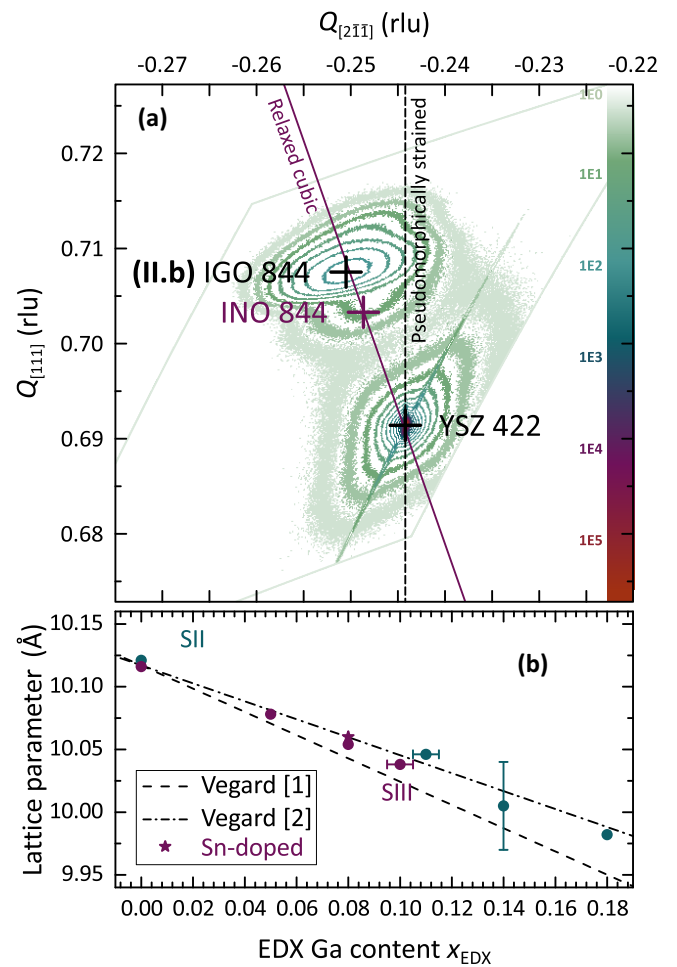 Q[21̄1̄] (rlu)
-0.27 -0.26 -0.25 -0.24 -0.23 -0.22
(a)
1E0
Relaxed cubic
Pseudomorphically strained
0.72
1E1
0.71
(II.b) IGO 844
1E2
INO 844
0.70
1E3
Q[111] (rlu)
YSZ 422
0.69
1E4
0.68
1E5
10.15
SII
(b)
10.10
10.05
SIII
Vegard [1]
10.00
Vegard [2]
Sn-doped
9.95
Lattice parameter (Å)
0.00 0.02 0.04 0.06 0.08 0.10 0.12 0.14 0.16 0.18
EDX Ga content xEDX